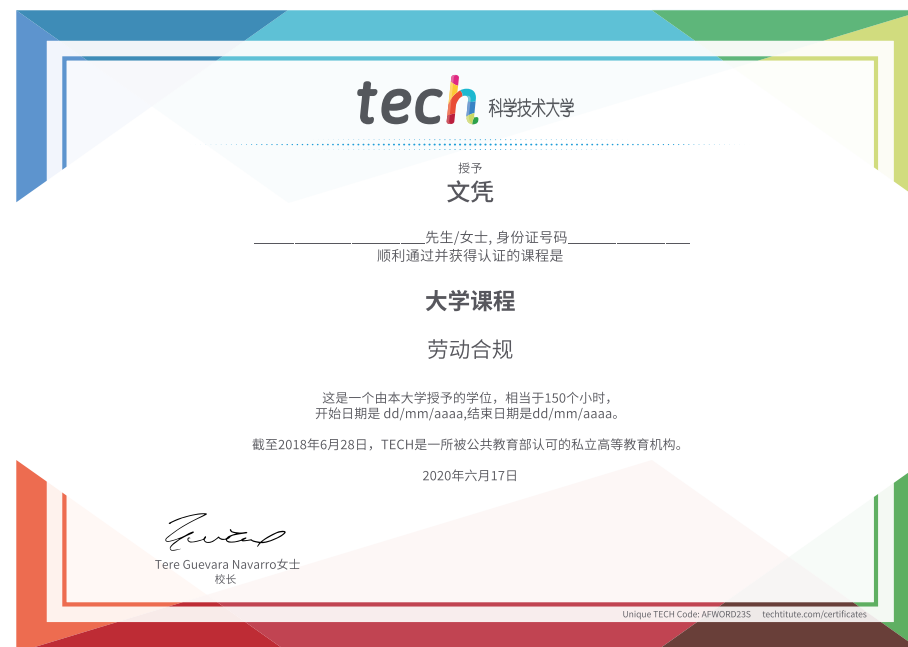 tech 科学技术大学
授予
文凭
______________________先生/女士, 身份证号码_______________
顺利通过并获得认证的课程是
大学课程
劳动合规
这是一个由本大学授予的学位，相当于150个小时，
开始日期是 dd/mm/aaaa,结束日期是dd/mm/aaaa。
截至2018年6月28日，TECH是一所被公共教育部认可的私立高等教育机构。
2020年六月17日
Tere Guevara Navarro女士
校长
Unique TECH Code: AFWORD23S techtitute.com/certificates